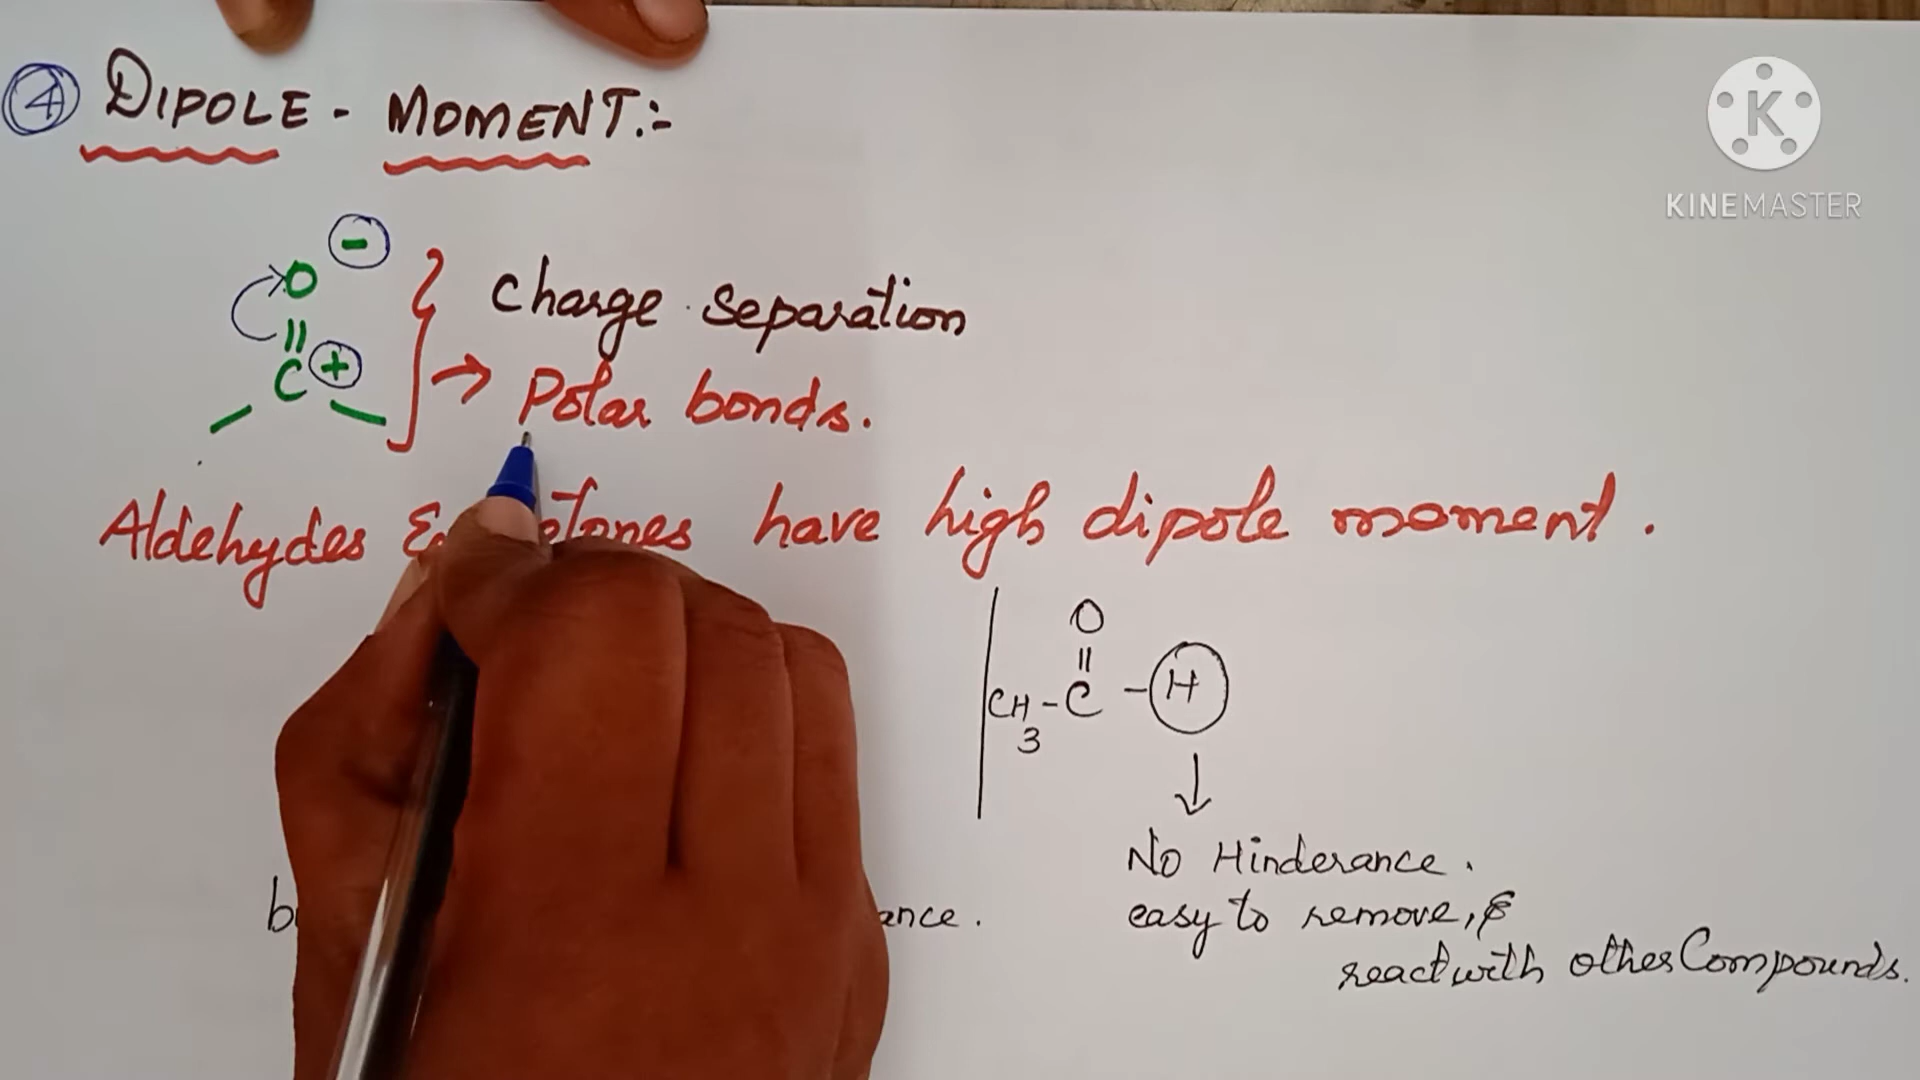 4 DIPOLE - MOMENT:-
O -
||
C +
Charge separation
→ Polar bonds.
Aldehydes & have high dipole moment.
O
||
CH3 - C - H
No Hinderance.
easy to remove, &
react with other Compounds.
K
KINEMASTER